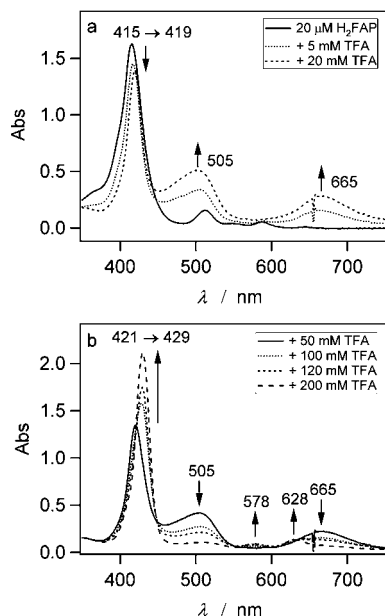 a
415 → 419
20 μM H₂FAP
+ 5 mM TFA
+ 20 mM TFA
505
665
Abs
1.5
1.0
0.5
0.0
400 500 600 700
λ / nm
b
421 → 429
+ 50 mM TFA
+ 100 mM TFA
+ 120 mM TFA
+ 200 mM TFA
505
578
628
665
Abs
2.0
1.5
1.0
0.5
0.0
400 500 600 700
λ / nm